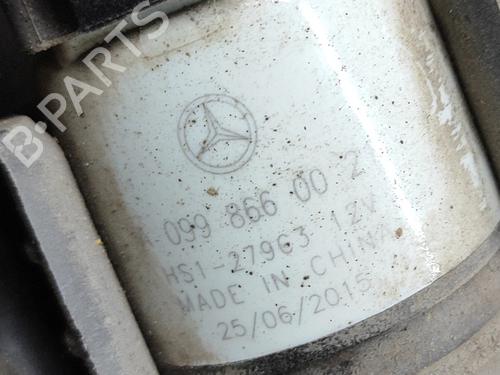 B-PARTS
A 099 866 00 2
HS1-27963 12V
MADE IN CHINA
25/06/2015